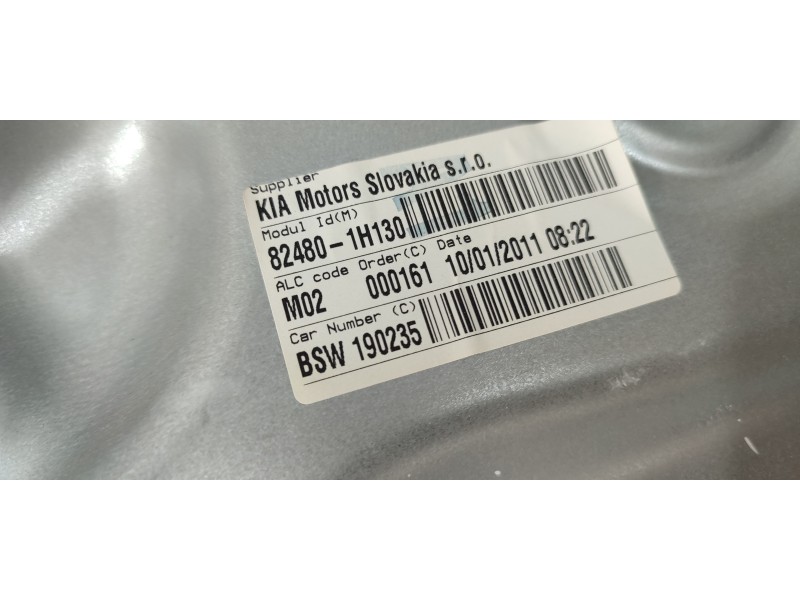 Supplier
KIA Motors Slovakia s.r.o.
Modul Id(M)
82480-1H130
ALC code Order(C) Date
M02 000161 10/01/2011 08:22
Car Number (C)
BSW 190235